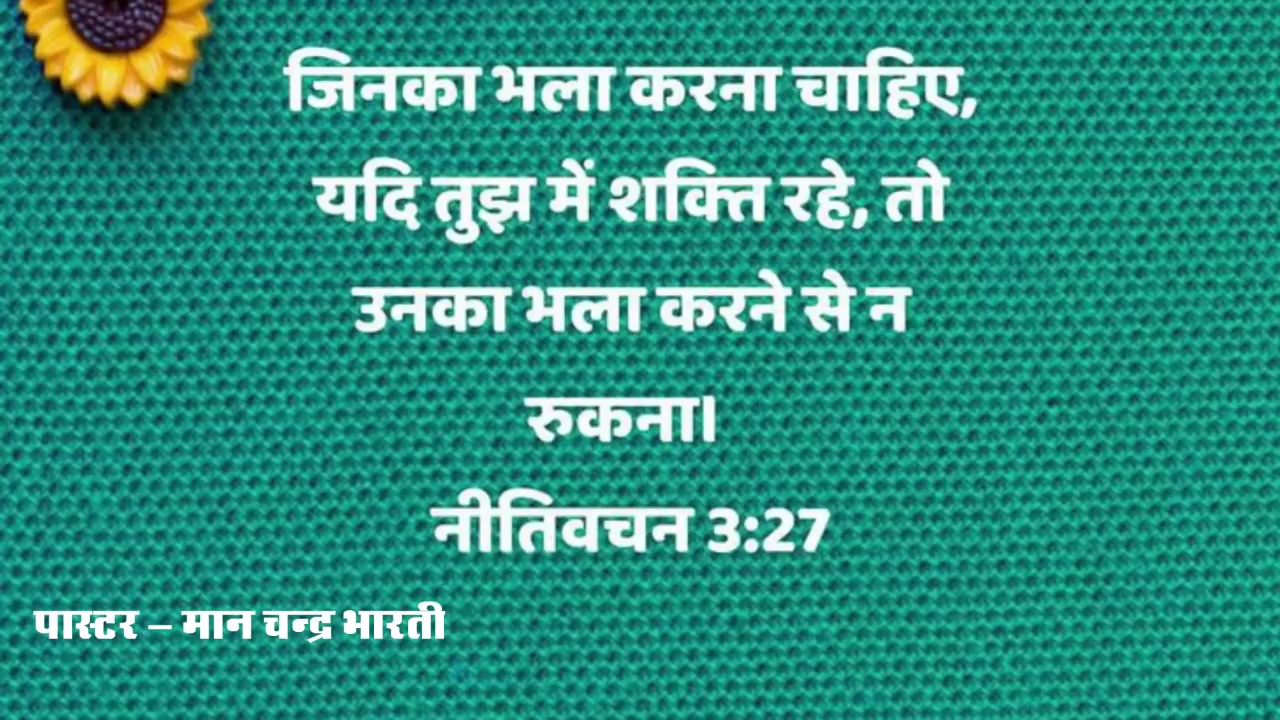 जिनका भला करना चाहिए,
यदि तुझ में शक्ति रहे, तो
उनका भला करने से न
रुकना।
नीतिवचन 3:27
पास्टर – मान चन्द्र भारती